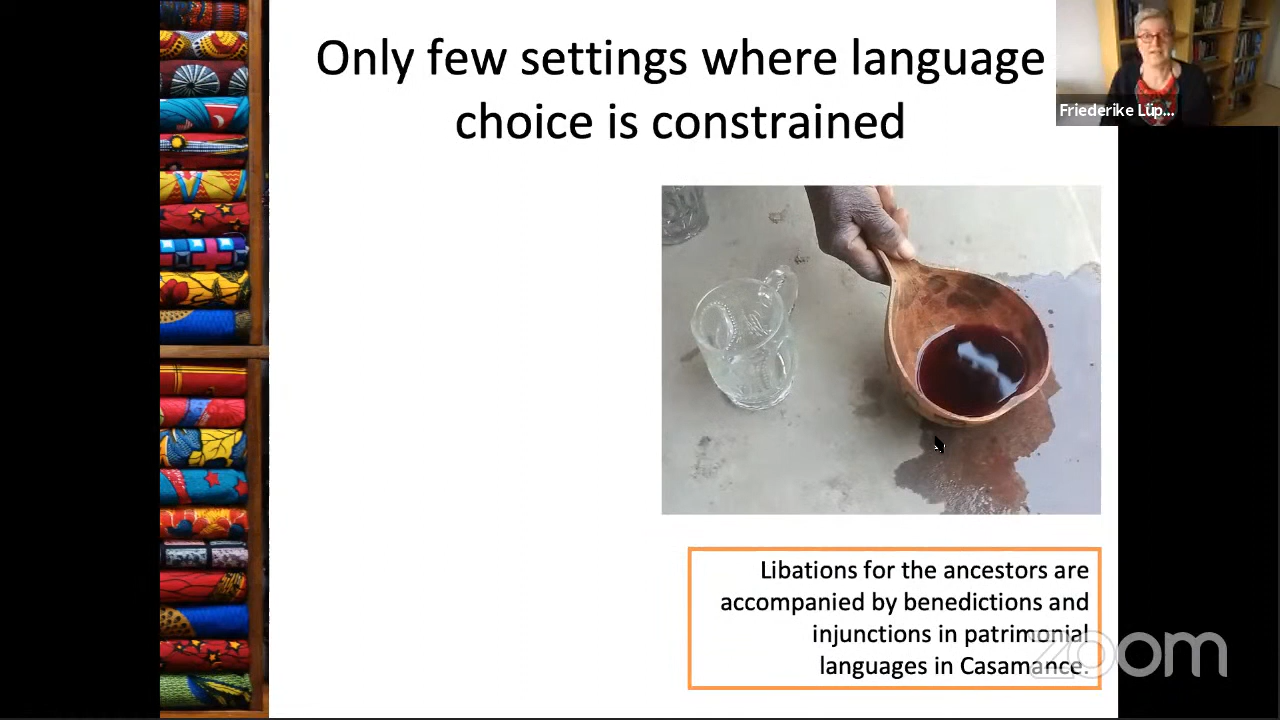 Only few settings where language
choice is constrained
Friederike Lüp...
Libations for the ancestors are
accompanied by benedictions and
injunctions in patrimonial
languages in Casamance.
zoom